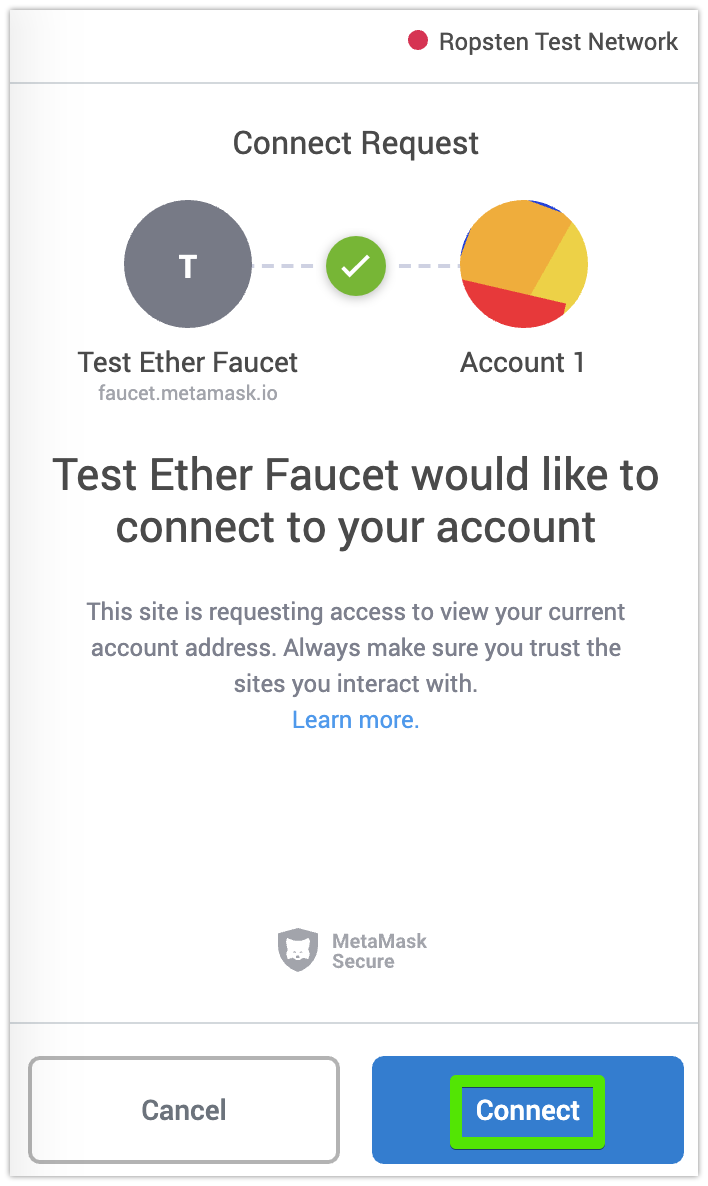 Ropsten Test Network
Connect Request
T
Test Ether Faucet
Account 1
faucet.metamask.io
Test Ether Faucet would like to
connect to your account
This site is requesting access to view your current
account address. Always make sure you trust the
sites you interact with.
Learn more.
MetaMask
Secure
Cancel
Connect